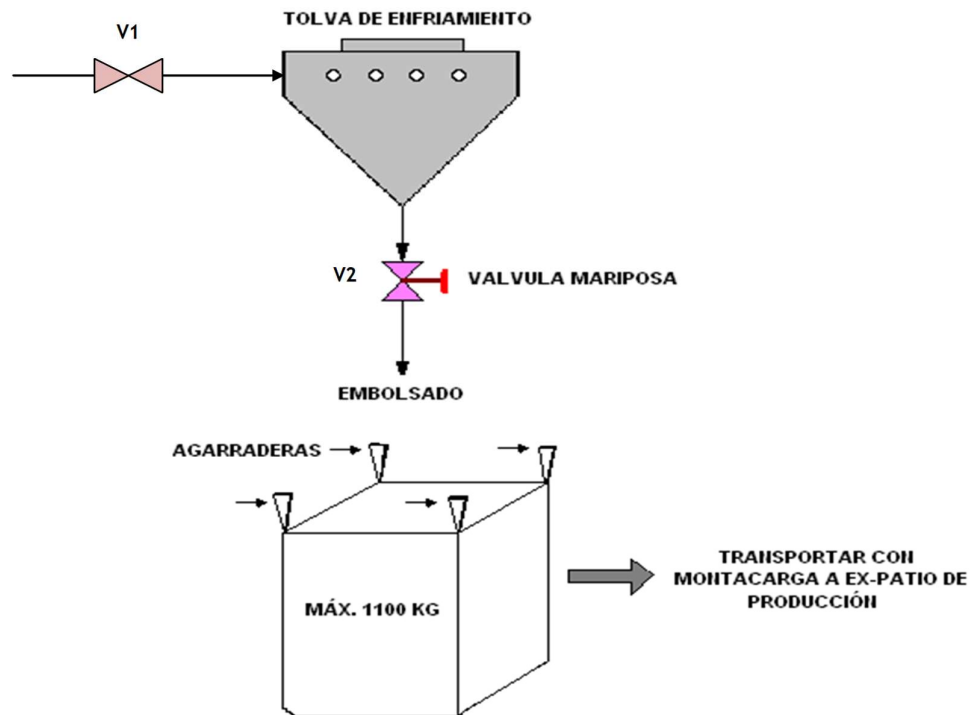 TOLVA DE ENFRIAMIENTO
V1
V2
VALVULA MARIPOSA
EMBOLSADO
AGARRADERAS
MÁX. 1100 KG
TRANSPORTAR CON
MONTACARGA A EX-PATIO DE
PRODUCCIÓN